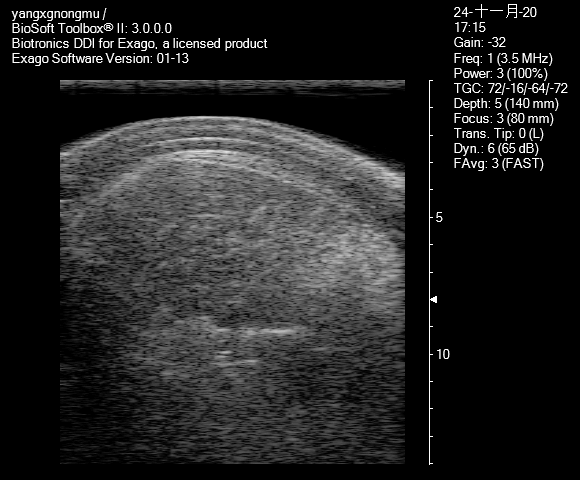 yangxgnongmu /
BioSoft Toolbox® II: 3.0.0.0
Biotronics DDI for Exago, a licensed product
Exago Software Version: 01-13
24-十一月-20
17:15
Gain: -32
Freq: 1 (3.5 MHz)
Power: 3 (100%)
TGC: 72/-16/-64/-72
Depth: 5 (140 mm)
Focus: 3 (80 mm)
Trans. Tip: 0 (L)
Dyn.: 6 (65 dB)
FAvg: 3 (FAST)
5
10